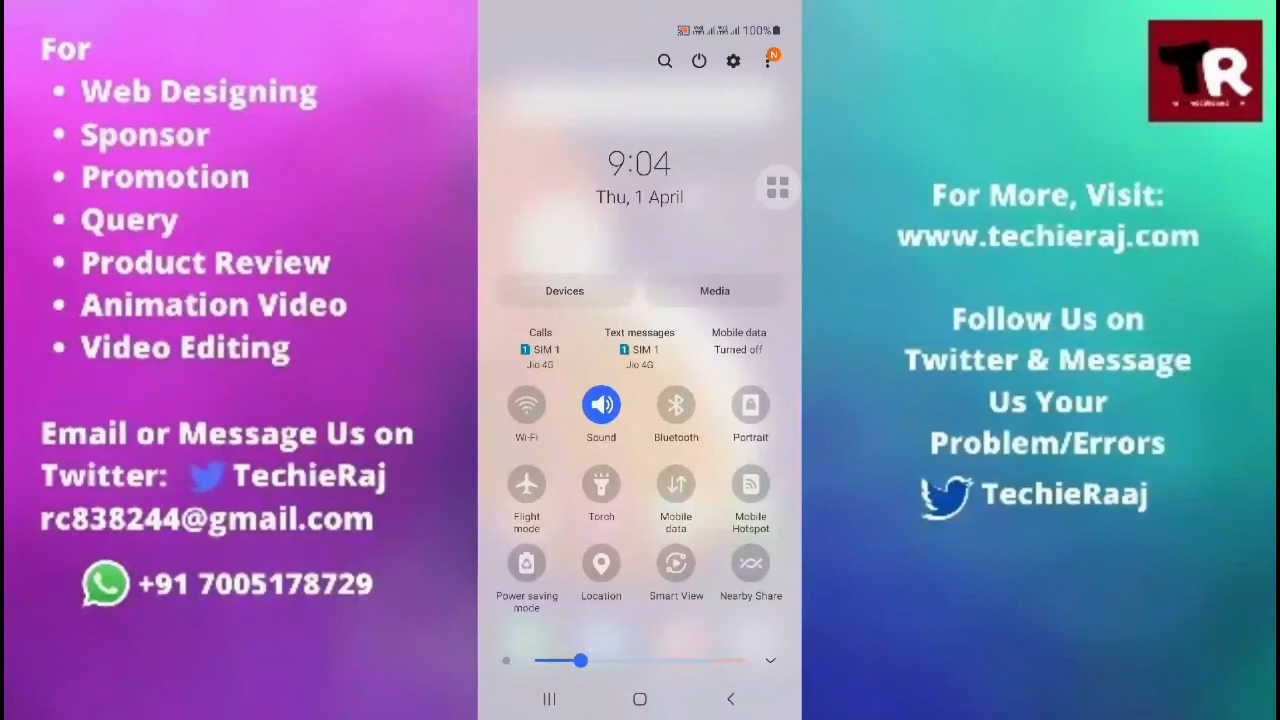 For
• Web Designing
• Sponsor
• Promotion
• Query
• Product Review
• Animation Video
• Video Editing
Email or Message Us on
Twitter: TechieRaj
rc838244@gmail.com
+91 7005178729
100%
N
9:04
Thu, 1 April
Devices Media
Calls Text messages Mobile data
1 SIM 1 1 SIM 1 Turned off
Jio 4G Jio 4G
Wi-Fi Sound Bluetooth Portrait
Flight mode Torch Mobile data Mobile Hotspot
Power saving mode Location Smart View Nearby Share
TR
For More, Visit:
www.techieraj.com
Follow Us on
Twitter & Message
Us Your
Problem/Errors
TechieRaaj